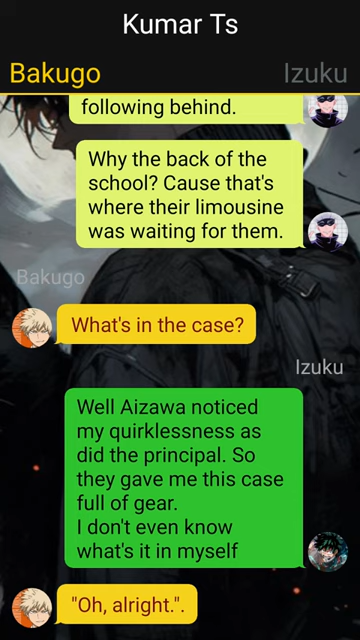 Kumar Ts
Bakugo
Izuku
following behind.
Why the back of the
school? Cause that's
where their limousine
was waiting for them.
Bakugo
What's in the case?
Izuku
Well Aizawa noticed
my quirklessness as
did the principal. So
they gave me this case
full of gear.
I don't even know
what's it in myself
"Oh, alright.".